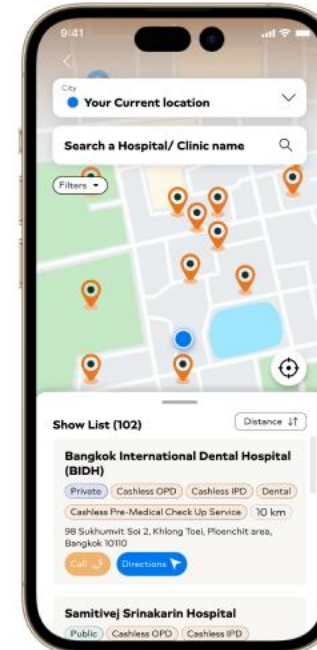 9:41
City
Your Current location
Search a Hospital/ Clinic name
Filters
Show List (102)
Distance
Bangkok International Dental Hospital
(BIDH)
Private Cashless OPD Cashless IPD Dental
Cashless Pre-Medical Check Up Service 10 km
98 Sukhumvit Soi 2, Khlong Toei, Ploenchit area,
Bangkok 10110
Call Directions
Samitivej Srinakarin Hospital
Public Cashless OPD Cashless IPD